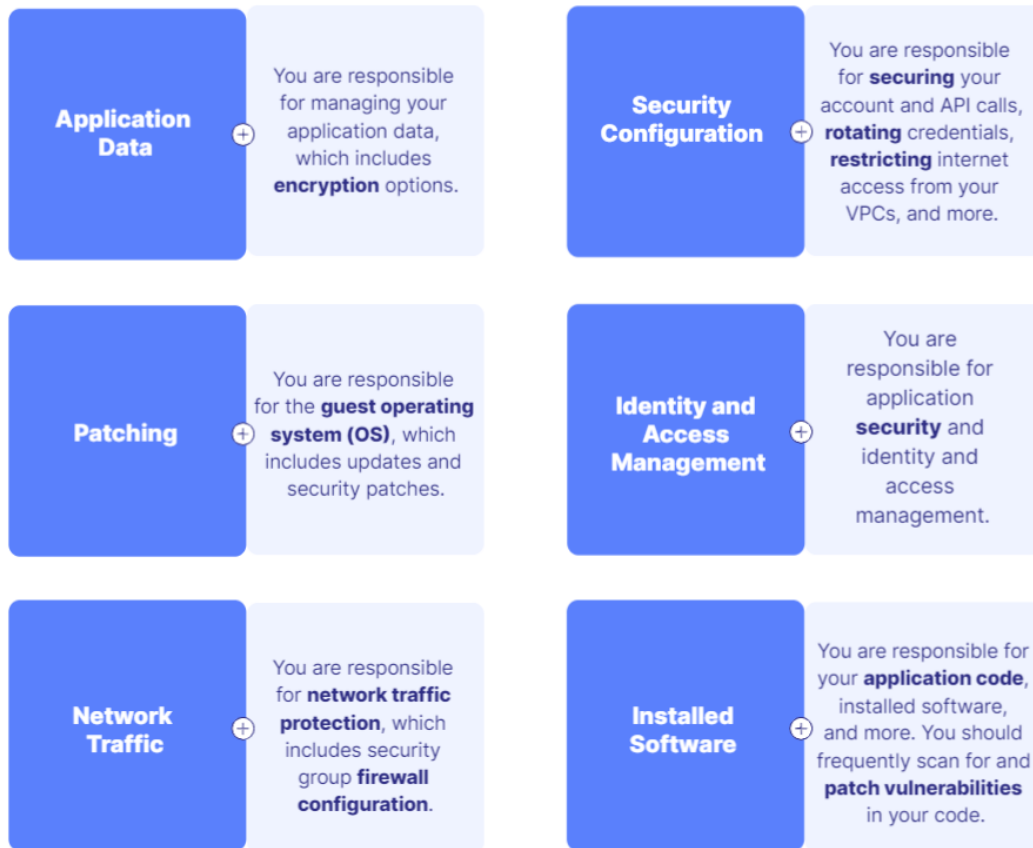 Application
Data
You are responsible
for managing your
application data,
which includes
encryption options.
Security
Configuration
You are responsible
for securing your
account and API calls,
rotating credentials,
restricting internet
access from your
VPCs, and more.
Patching
You are responsible
for the guest operating
system (OS), which
includes updates and
security patches.
Identity and
Access
Management
You are
responsible for
application
security and
identity and
access
management.
Network
Traffic
You are responsible
for network traffic
protection, which
includes security
group firewall
configuration.
Installed
Software
You are responsible for
your application code,
installed software,
and more. You should
frequently scan for and
patch vulnerabilities
in your code.